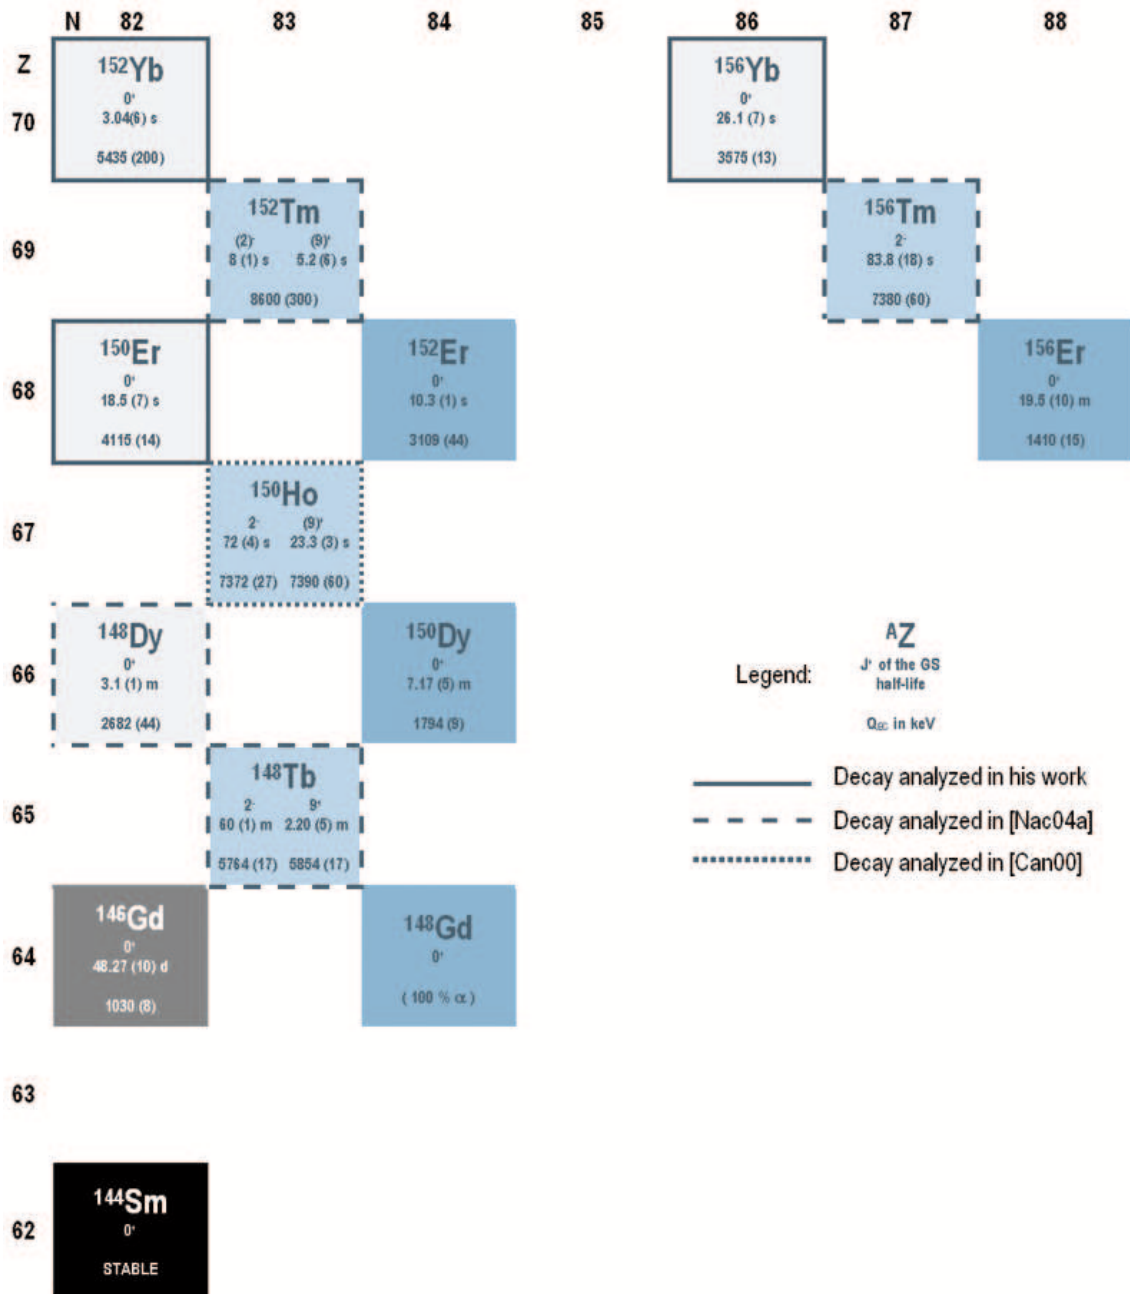 N 82 83 84 85 86 87 88
Z
70
¹⁵²Yb
0⁺
3.04(6) s
5435 (200)
¹⁵⁶Yb
0⁺
26.1 (7) s
3575 (13)
69
¹⁵²Tm
(2)⁻ (9)⁺
8 (1) s 5.2 (6) s
8600 (300)
¹⁵⁶Tm
2⁻
83.8 (18) s
7380 (60)
68
¹⁵⁰Er
0⁺
18.5 (7) s
4115 (14)
¹⁵²Er
0⁺
10.3 (1) s
3109 (44)
¹⁵⁶Er
0⁺
19.5 (10) m
1410 (15)
67
¹⁵⁰Ho
2⁻ (9)⁺
72 (4) s 23.3 (3) s
7372 (27) 7390 (60)
66
¹⁴⁸Dy
0⁺
3.1 (1) m
2682 (44)
¹⁵⁰Dy
0⁺
7.17 (5) m
1794 (9)
Legend:
ᴬZ
Jᐩ of the GS
half-life
Q_EC in keV
65
¹⁴⁸Tb
2⁻ 9⁺
60 (1) m 2.20 (5) m
5764 (17) 5854 (17)
Decay analyzed in his work
Decay analyzed in [Nac04a]
Decay analyzed in [Can00]
64
¹⁴⁶Gd
0⁺
48.27 (10) d
1030 (8)
¹⁴⁸Gd
0⁺
( 100 % α )
63
62
¹⁴⁴Sm
0⁺
STABLE